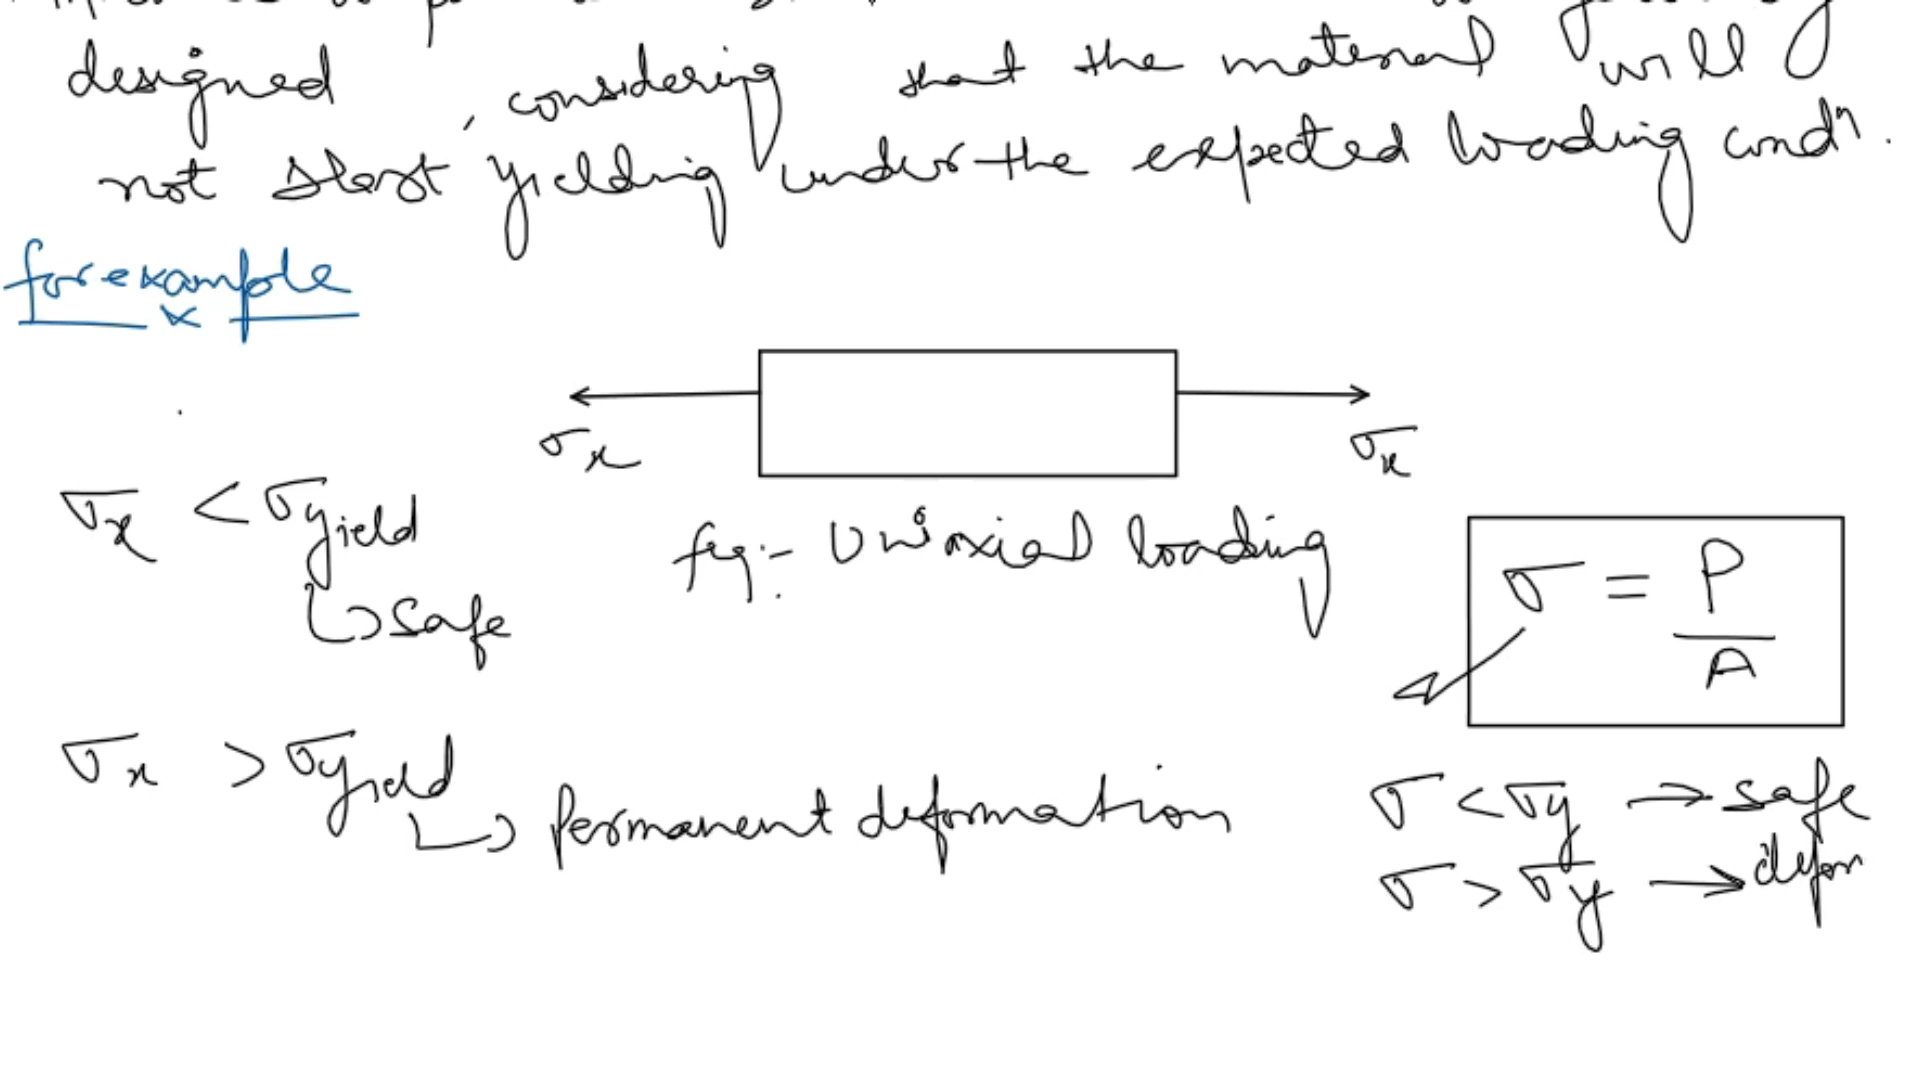 designed, considering that the material will
not start yielding under the expected loading condⁿ.
for example
σx σx
σx < σyield
↳ safe
fig:- Uniaxial loading
σ = P/A
σx > σyield
↳ Permanent deformation
σ < σy → safe
σ > σy → defor